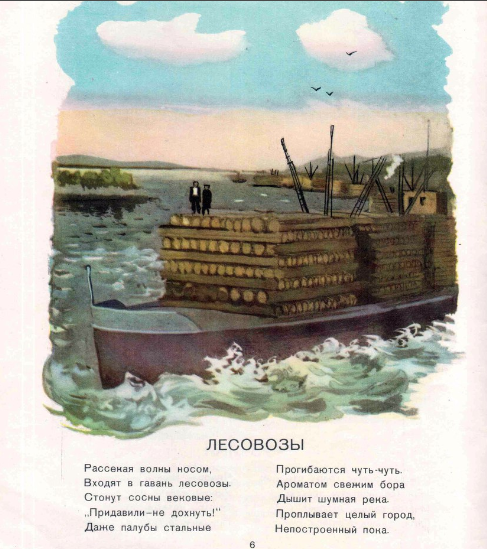 ЛЕСОВОЗЫ
Рассекая волны носом,
Входят в гавань лесовозы.
Стонут сосны вековые:
„Придавили–не дохнуть!"
Даже палубы стальные
Прогибаются чуть-чуть.
Ароматом свежим бора
Дышит шумная река.
Проплывает целый город,
Непостроенный пока.
6